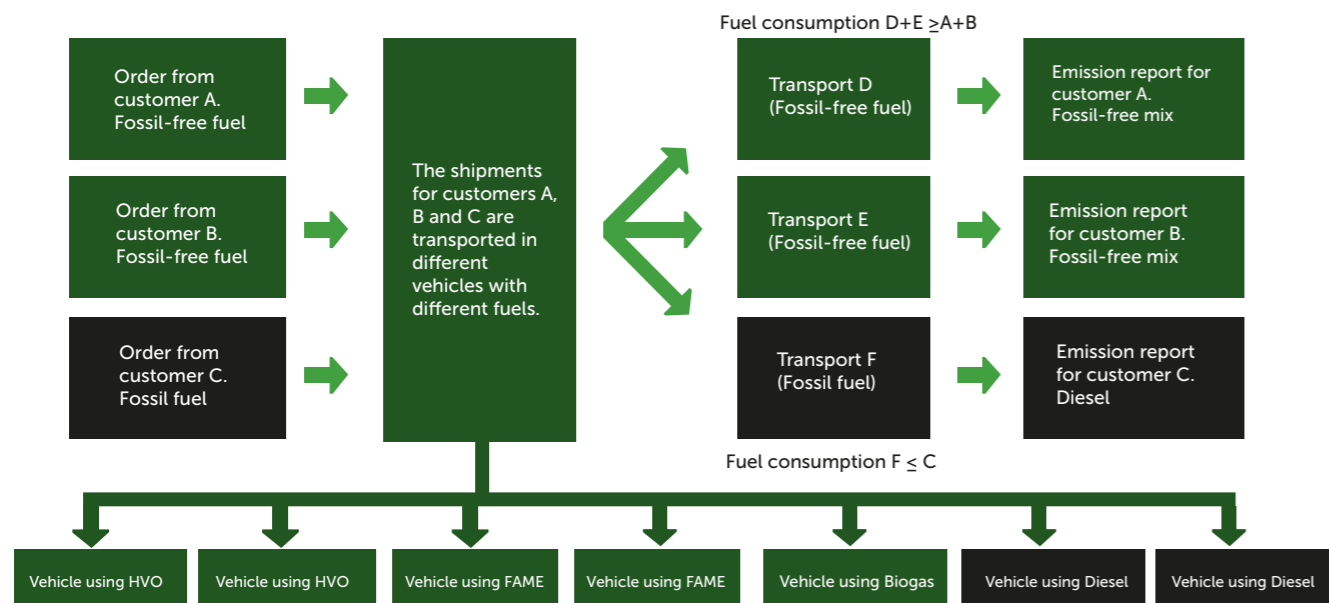 Fuel consumption D+E ≥A+B
Order from
customer A.
Fossil-free fuel
Order from
customer B.
Fossil-free fuel
Order from
customer C.
Fossil fuel
The shipments
for customers A,
B and C are
transported in
different
vehicles with
different fuels.
Transport D
(Fossil-free fuel)
Transport E
(Fossil-free fuel)
Transport F
(Fossil fuel)
Emission report for
customer A.
Fossil-free mix
Emission report
for customer B.
Fossil-free mix
Emission report
for customer C.
Diesel
Fuel consumption F ≤ C
Vehicle using HVO
Vehicle using HVO
Vehicle using FAME
Vehicle using FAME
Vehicle using Biogas
Vehicle using Diesel
Vehicle using Diesel